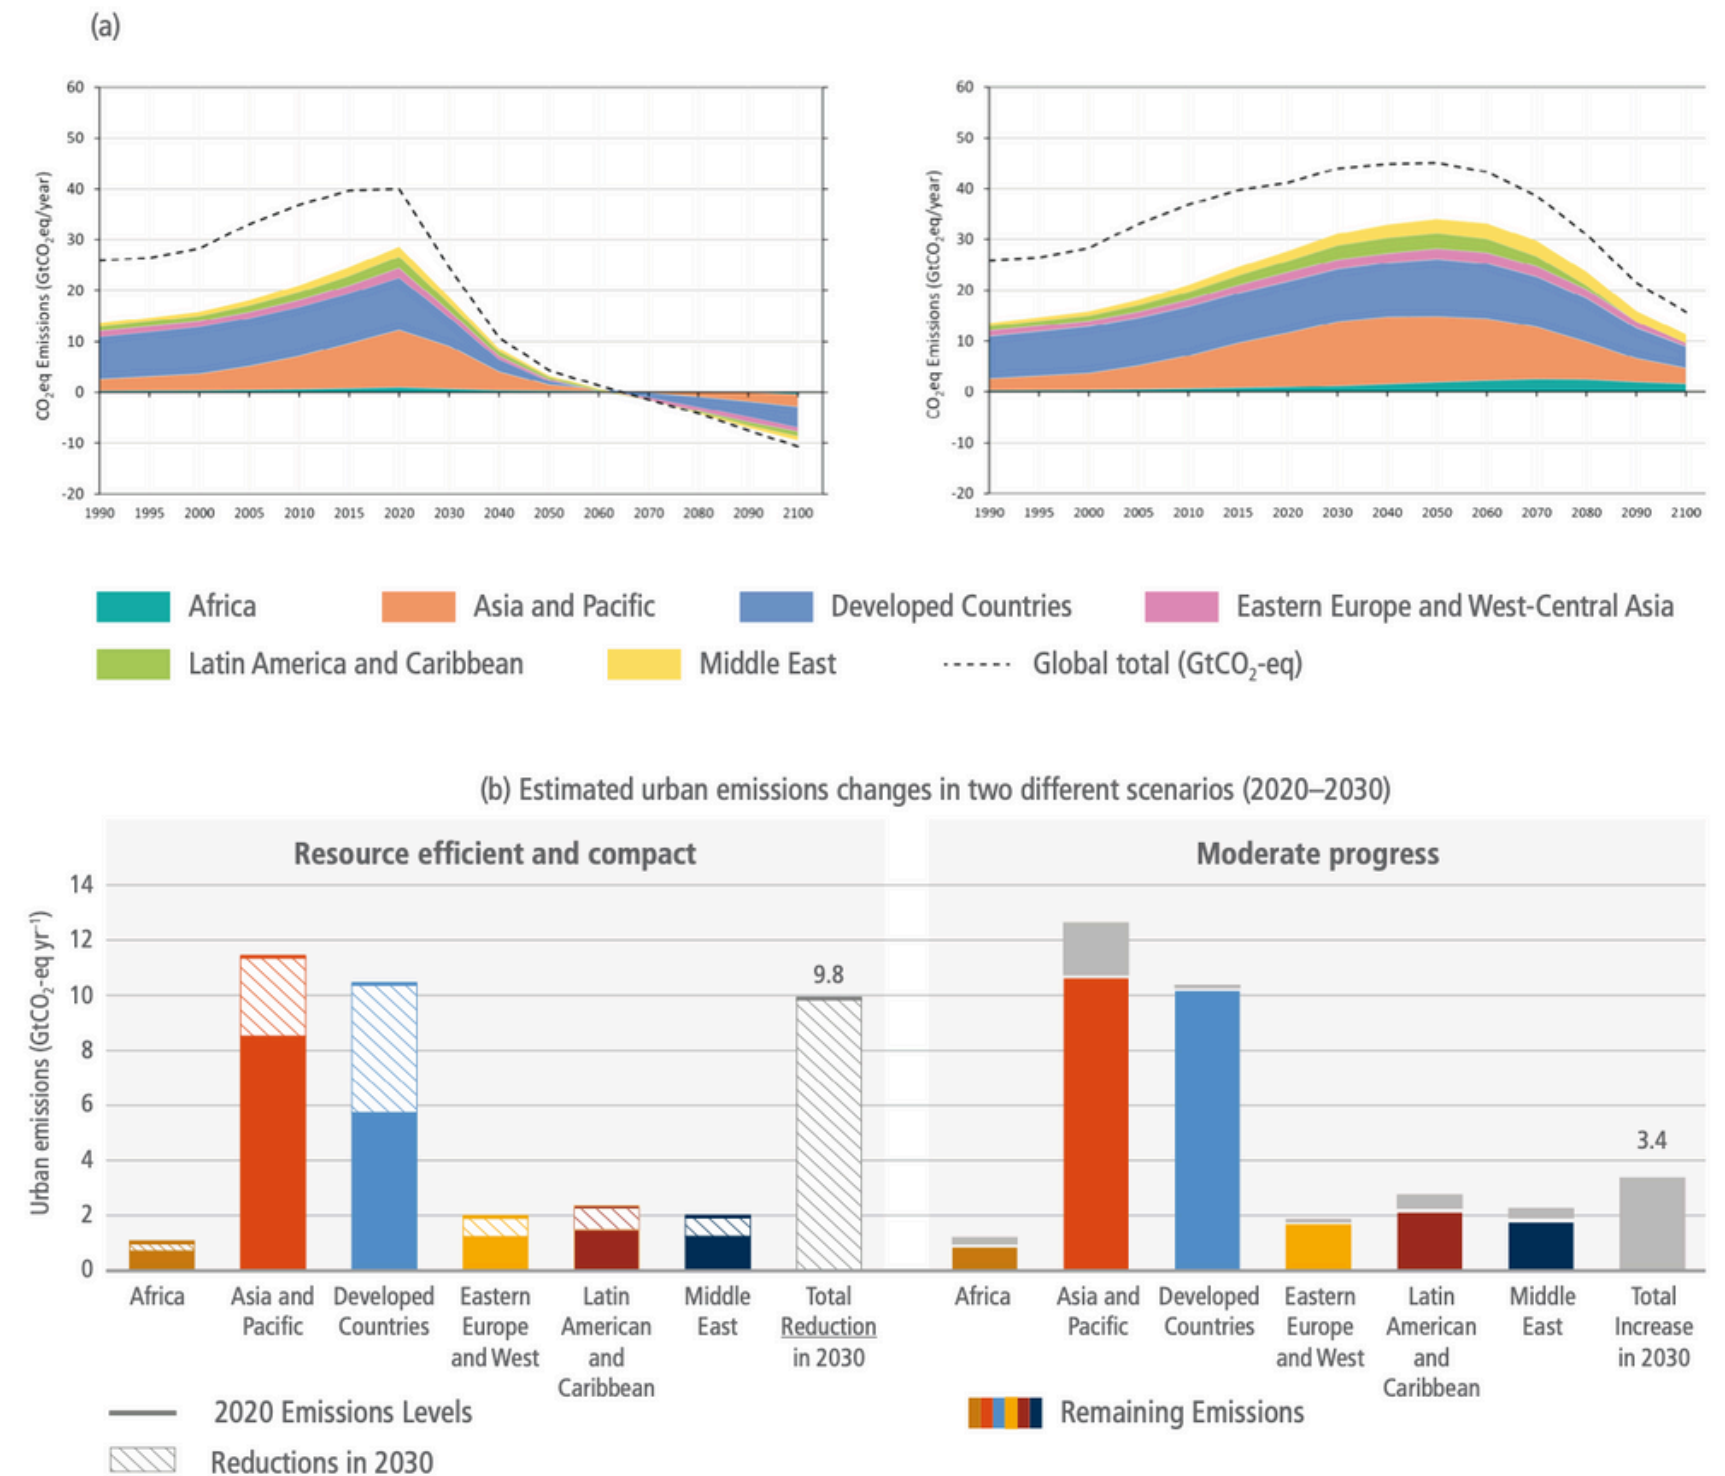 (a)
60
50
40
30
20
10
0
-10
-20
CO₂eq Emissions (GtCO₂eq/year)
1990 1995 2000 2005 2010 2015 2020 2030 2040 2050 2060 2070 2080 2090 2100
60
50
40
30
20
10
0
-10
-20
CO₂eq Emissions (GtCO₂eq/year)
1990 1995 2000 2005 2010 2015 2020 2030 2040 2050 2060 2070 2080 2090 2100
Africa
Asia and Pacific
Developed Countries
Eastern Europe and West-Central Asia
Latin America and Caribbean
Middle East
Global total (GtCO₂-eq)
(b) Estimated urban emissions changes in two different scenarios (2020–2030)
Resource efficient and compact
Moderate progress
Urban emissions (GtCO₂-eq yr⁻¹)
14
12
10
8
6
4
2
0
9.8
3.4
Africa
Asia and
Pacific
Developed
Countries
Eastern
Europe
and West
Latin
American
and
Caribbean
Middle
East
Total
Reduction
in 2030
Africa
Asia and
Pacific
Developed
Countries
Eastern
Europe
and West
Latin
American
and
Caribbean
Middle
East
Total
Increase
in 2030
2020 Emissions Levels
Remaining Emissions
Reductions in 2030